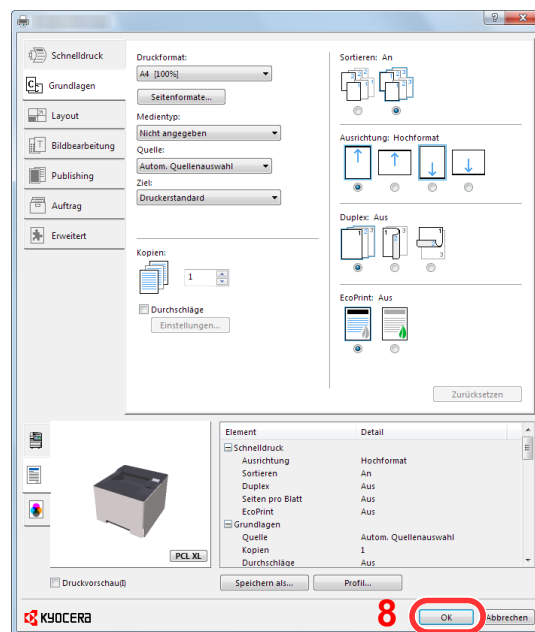 Schnelldruck
Grundlagen
Layout
Bildbearbeitung
Publishing
Auftrag
Erweitert
Druckformat:
A4 [100%]
Seitenformate...
Medientyp:
Nicht angegeben
Quelle:
Autom. Quellenauswahl
Ziel:
Druckerstandard
Kopien:
1
Durchschläge
Einstellungen...
Sortieren: An
Ausrichtung: Hochformat
Duplex: Aus
EcoPrint: Aus
Zurücksetzen
PCL XL
Druckvorschau(I)
Element Detail
Schnelldruck
Ausrichtung Hochformat
Sortieren An
Duplex Aus
Seiten pro Blatt Aus
EcoPrint Aus
Grundlagen
Quelle Autom. Quellenauswahl
Kopien 1
Durchschläge Aus
Speichern als... Profil...
KYOCERA 8 OK Abbrechen